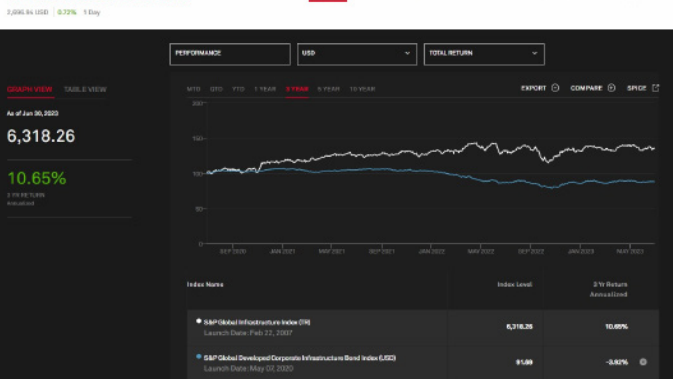 2,696.94 USD 0.72% 1 Day
PERFORMANCE USD TOTAL RETURN
GRAPH VIEW TABLE VIEW
MTD QTD YTD 1 YEAR 3 YEAR 5 YEAR 10 YEAR EXPORT COMPARE SPICE
As of Jun 30, 2023
6,318.26
10.65%
3 YR RETURN
Annualized
200
150
100
50
0
SEP 2020 JAN 2021 MAY 2021 SEP 2021 JAN 2022 MAY 2022 SEP 2022 JAN 2023 MAY 2023
Index Name Index Level 3 Yr Return
Annualized
S&P Global Infrastructure Index (TR) 6,318.26 10.65%
Launch Date: Feb 22, 2007
S&P Global Developed Corporate Infrastructure Bond Index (USD) 91.89 -3.92%
Launch Date: May 07, 2020